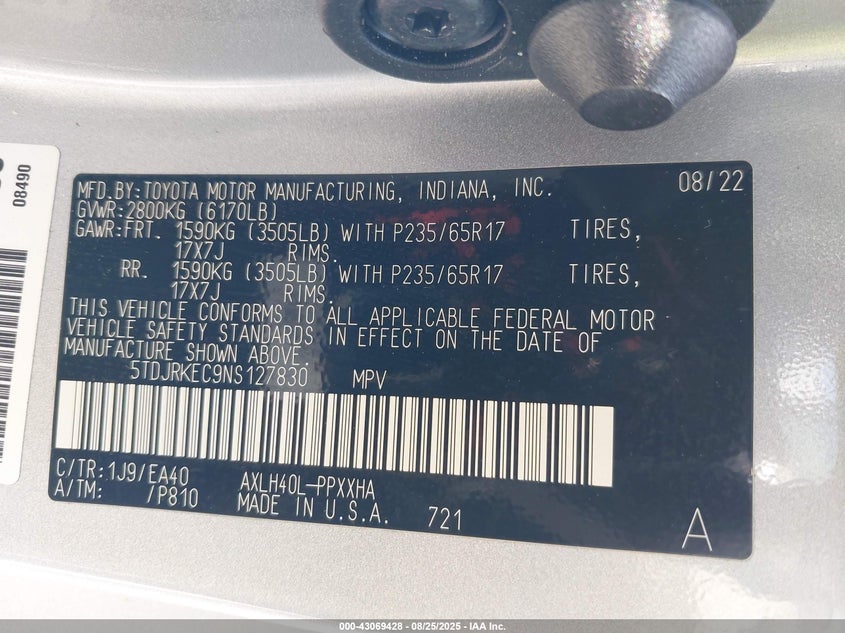 08490
MFD.BY:TOYOTA MOTOR MANUFACTURING, INDIANA, INC. 08/22
GVWR:2800KG (6170LB)
GAWR:FRT. 1590KG (3505LB) WITH P235/65R17 TIRES,
17X7J RIMS.
RR. 1590KG (3505LB) WITH P235/65R17 TIRES,
17X7J RIMS.
THIS VEHICLE CONFORMS TO ALL APPLICABLE FEDERAL MOTOR
VEHICLE SAFETY STANDARDS IN EFFECT ON THE DATE OF
MANUFACTURE SHOWN ABOVE.
5TDJRKEC9NS127830 MPV
C/TR:1J9/EA40 AXLH40L-PPXXHA
A/TM: /P810 MADE IN U.S.A. 721
A
000-43069428 - 08/25/2025 - IAA Inc.